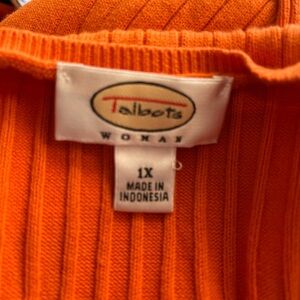 Talbots
WOMAN
1X
MADE IN
INDONESIA